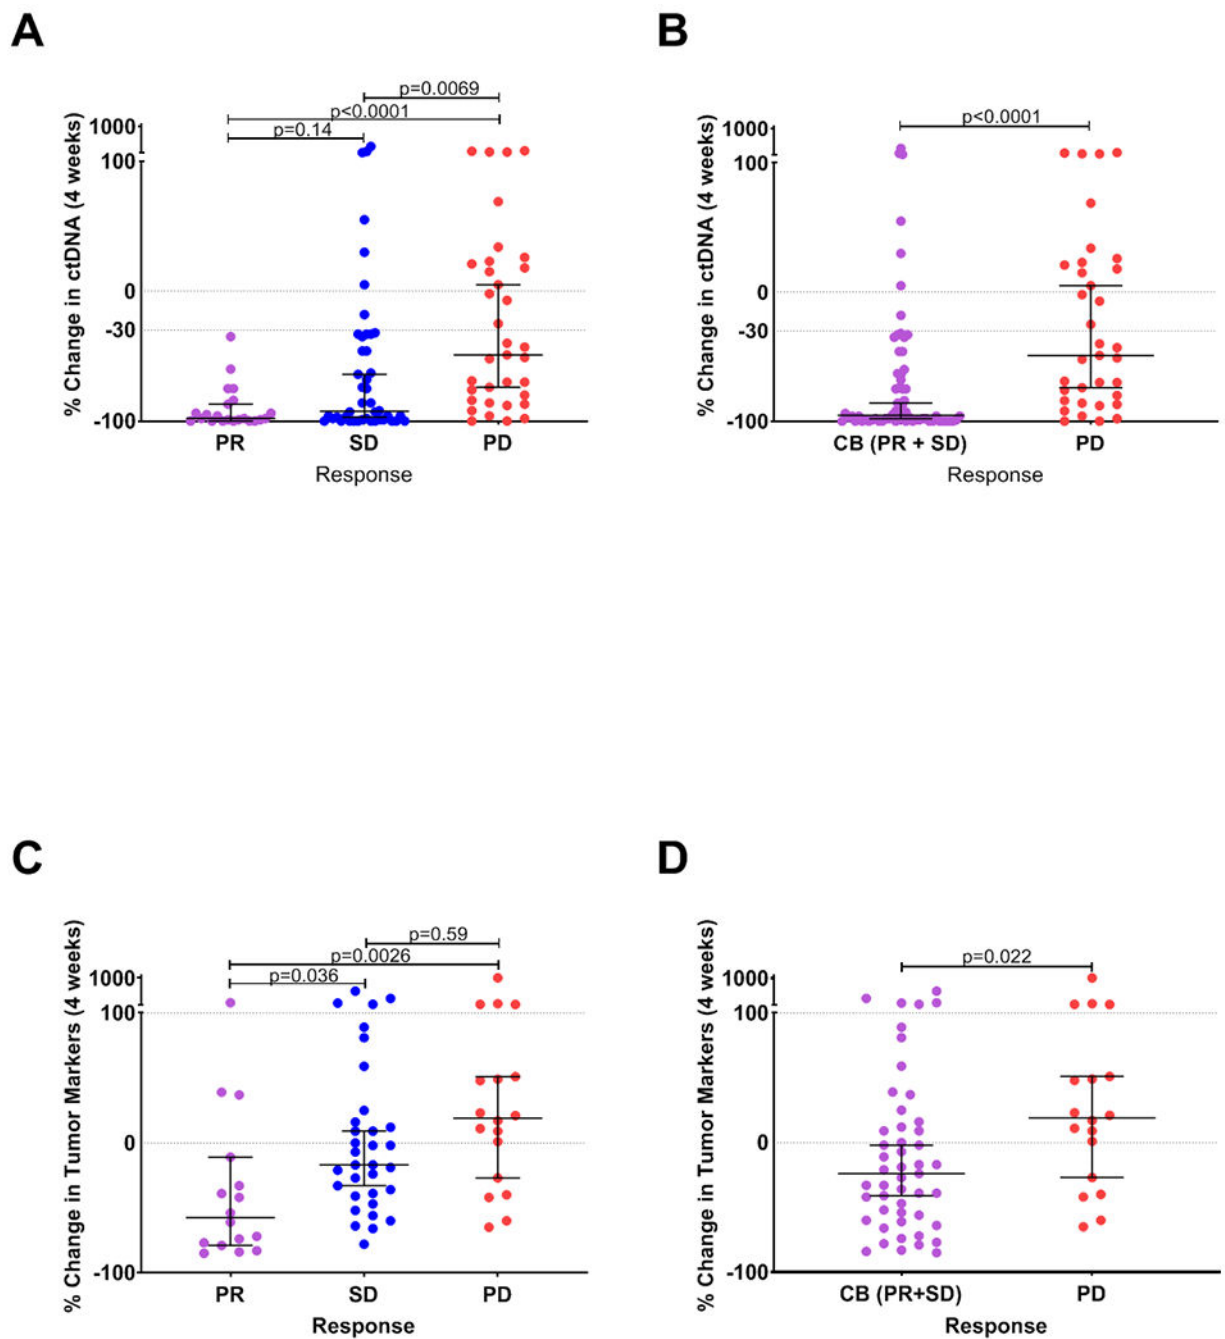 A
% Change in ctDNA (4 weeks)
p=0.0069
p<0.0001
p=0.14
1000
100
0
-30
-100
PR SD PD
Response
B
% Change in ctDNA (4 weeks)
p<0.0001
1000
100
0
-30
-100
CB (PR + SD) PD
Response
C
% Change in Tumor Markers (4 weeks)
p=0.59
p=0.0026
p=0.036
1000
100
0
-100
PR SD PD
Response
D
% Change in Tumor Markers (4 weeks)
p=0.022
1000
100
0
-100
CB (PR+SD) PD
Response